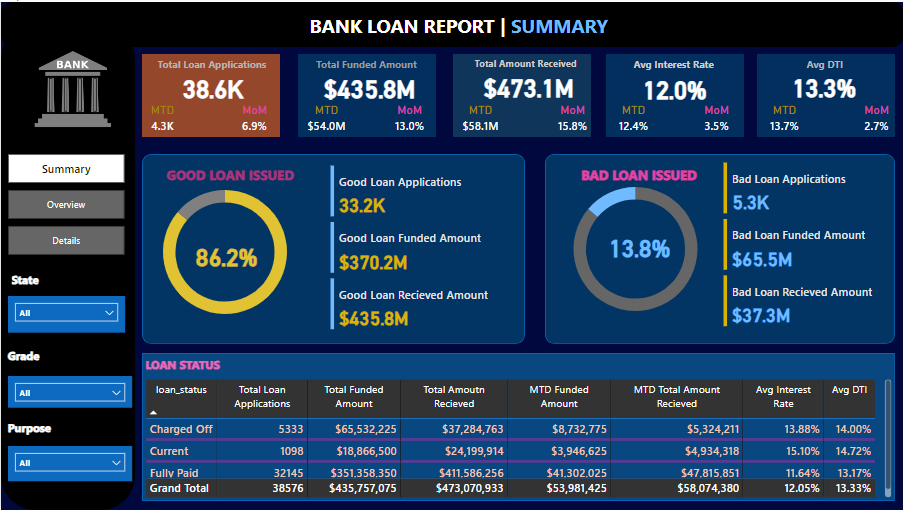 BANK LOAN REPORT | SUMMARY
BANK
Summary
Overview
Details
State
All
Grade
All
Purpose
All
Total Loan Applications
38.6K
MTD MoM
4.3K 6.9%
Total Funded Amount
$435.8M
MTD MoM
$54.0M 13.0%
Total Amount Received
$473.1M
MTD MoM
$58.1M 15.8%
Avg Interest Rate
12.0%
MTD MoM
12.4% 3.5%
Avg DTI
13.3%
MTD MoM
13.7% 2.7%
GOOD LOAN ISSUED
86.2%
Good Loan Applications
33.2K
Good Loan Funded Amount
$370.2M
Good Loan Recieved Amount
$435.8M
BAD LOAN ISSUED
13.8%
Bad Loan Applications
5.3K
Bad Loan Funded Amount
$65.5M
Bad Loan Recieved Amount
$37.3M
LOAN STATUS
loan_status Total Loan Total Funded Total Amoutn MTD Funded MTD Total Amount Avg Interest Avg DTI
Applications Amount Recieved Amount Recieved Rate
Charged Off 5333 $65,532,225 $37,284,763 $8,732,775 $5,324,211 13.88% 14.00%
Current 1098 $18,866,500 $24,199,914 $3,946,625 $4,934,318 15.10% 14.72%
Fully Paid 32145 $351,358,350 $411,586,256 $41,302,025 $47,815,851 11.64% 13.17%
Grand Total 38576 $435,757,075 $473,070,933 $53,981,425 $58,074,380 12.05% 13.33%